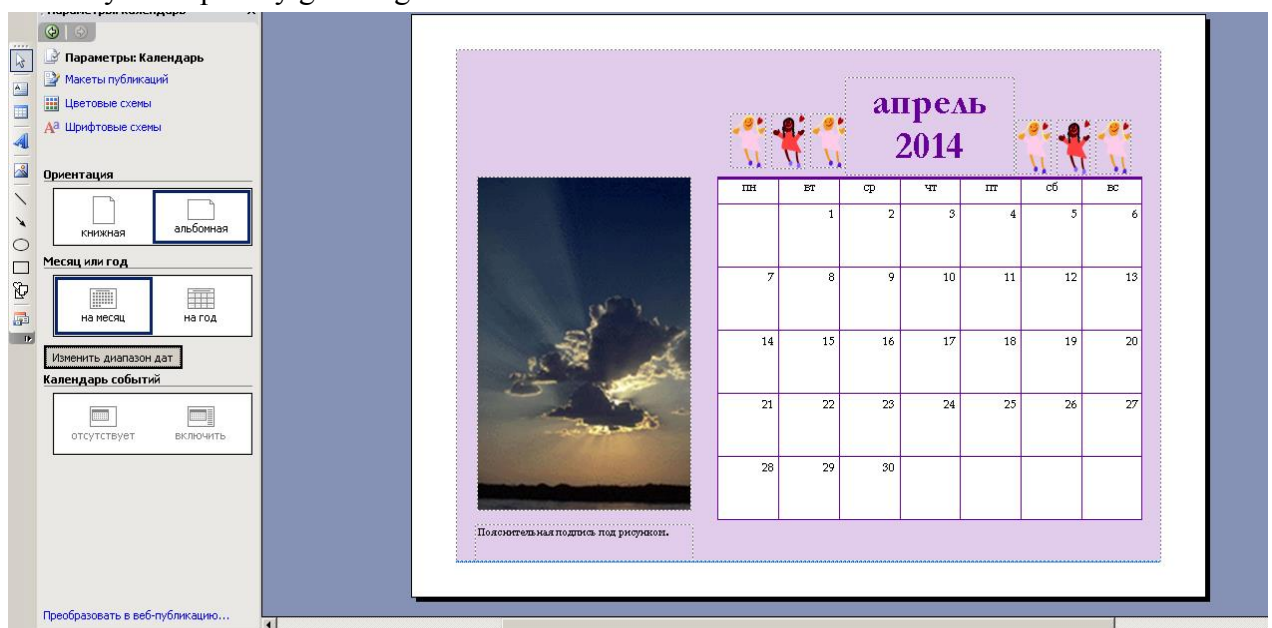 Параметры: Календарь
Макеты публикаций
Цветовые схемы
Шрифтовые схемы
Ориентация
книжная альбомная
Месяц или год
на месяц на год
Изменить диапазон дат
Календарь событий
отсутствует включить
Преобразовать в веб-публикацию...
апрель
2014
пн вт ср чт пт сб вс
1 2 3 4 5 6
7 8 9 10 11 12 13
14 15 16 17 18 19 20
21 22 23 24 25 26 27
28 29 30
Пояснительная подпись под рисунком.